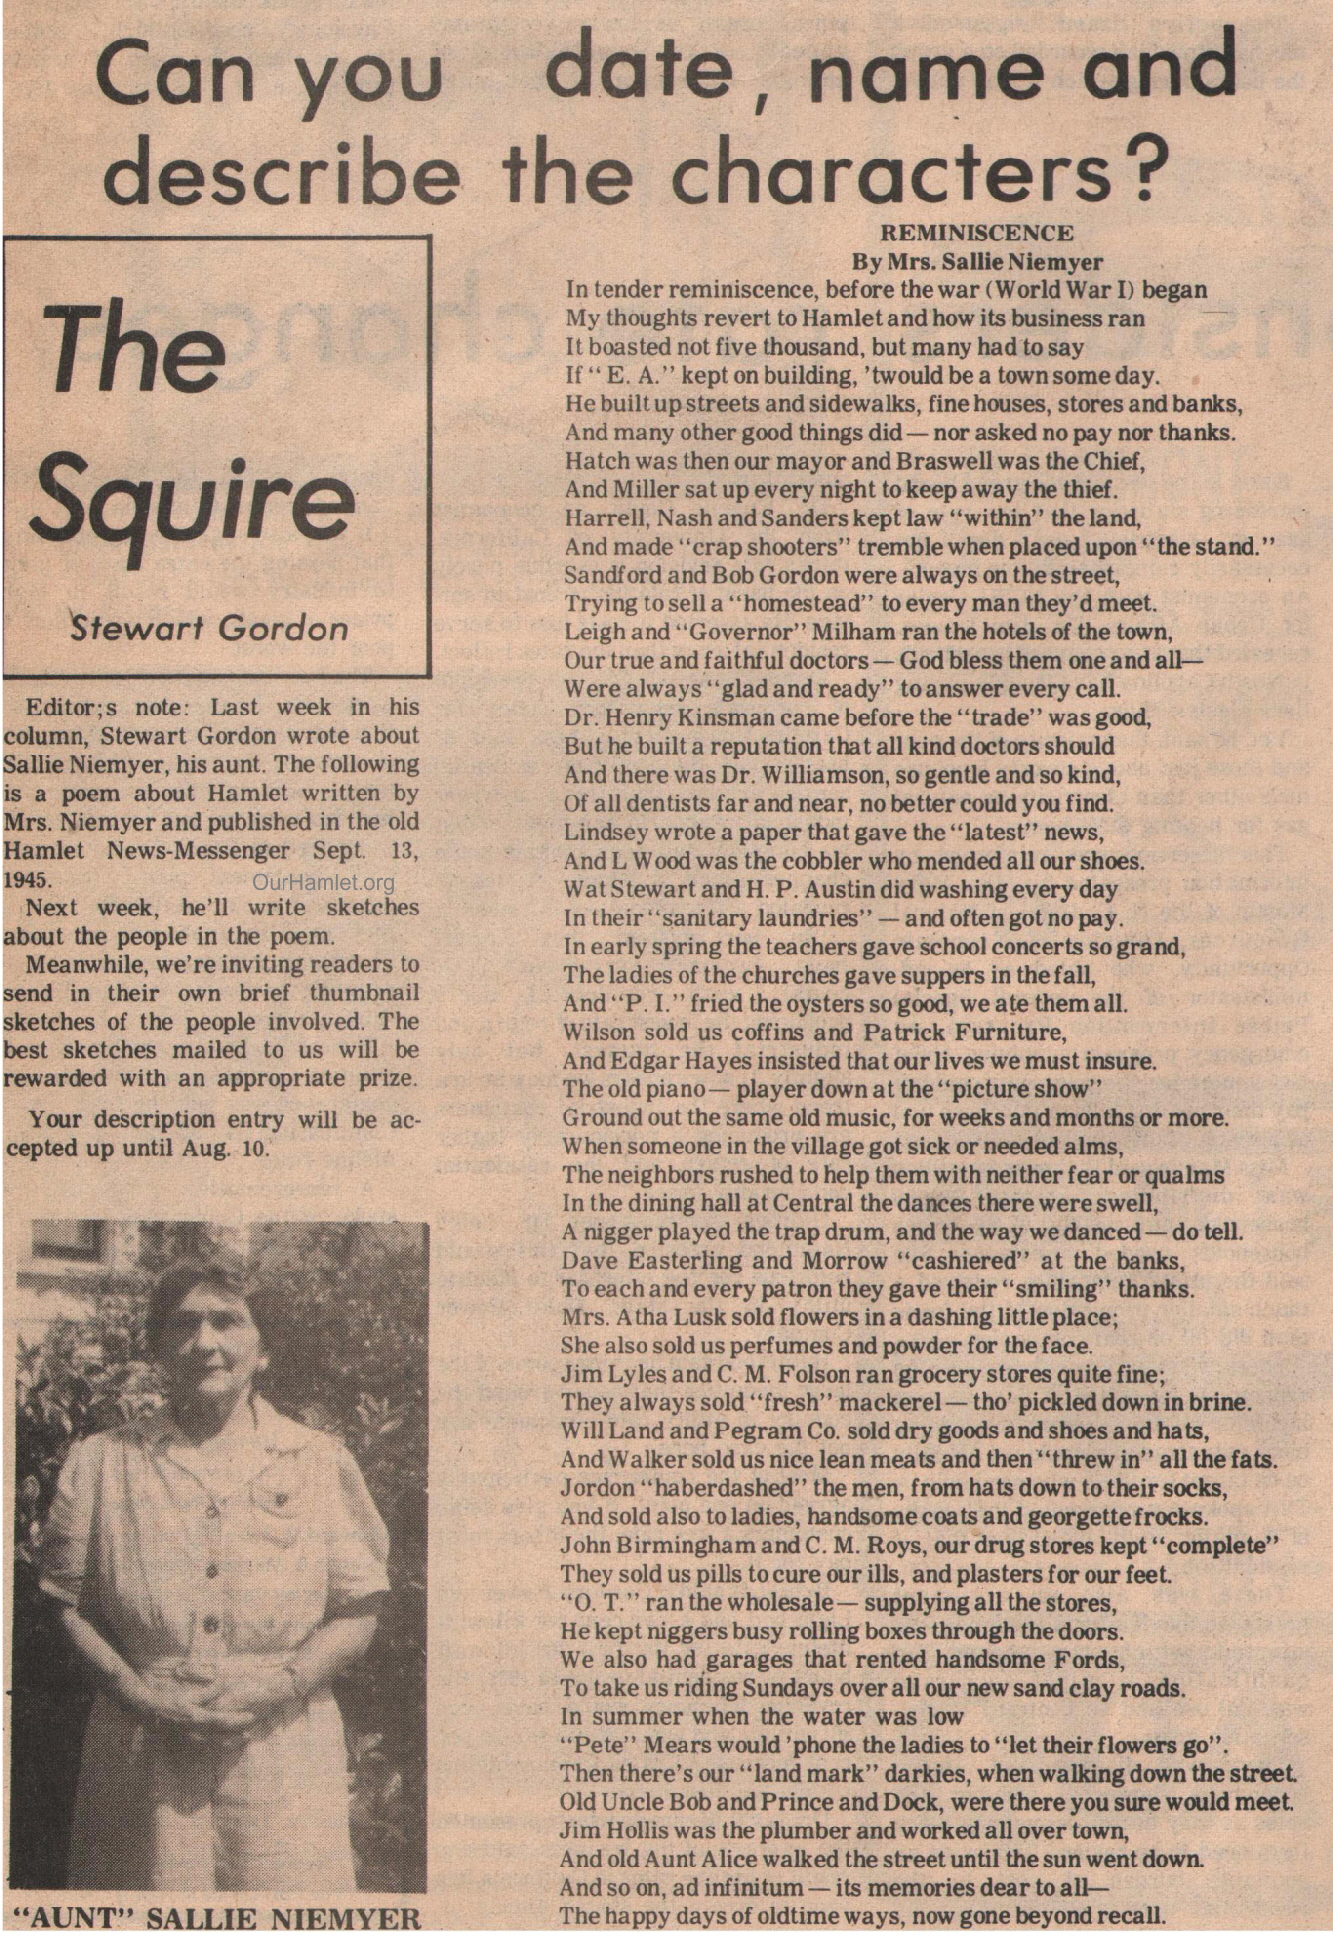 Can you date, name and
describe the characters?
The
Squire
Stewart Gordon
Editor;s note: Last week in his
column, Stewart Gordon wrote about
Sallie Niemyer, his aunt. The following
is a poem about Hamlet written by
Mrs. Niemyer and published in the old
Hamlet News-Messenger Sept. 13,
1945.
OurHamlet.org
Next week, he'll write sketches
about the people in the poem.
Meanwhile, we're inviting readers to
send in their own brief thumbnail
sketches of the people involved. The
best sketches mailed to us will be
rewarded with an appropriate prize.
Your description entry will be ac-
cepted up until Aug. 10.
"AUNT" SALLIE NIEMYER
REMINISCENCE
By Mrs. Sallie Niemyer
In tender reminiscence, before the war (World War I) began
My thoughts revert to Hamlet and how its business ran
It boasted not five thousand, but many had to say
If "E. A." kept on building, 'twould be a town some day.
He built up streets and sidewalks, fine houses, stores and banks,
And many other good things did — nor asked no pay nor thanks.
Hatch was then our mayor and Braswell was the Chief,
And Miller sat up every night to keep away the thief.
Harrell, Nash and Sanders kept law "within" the land,
And made "crap shooters" tremble when placed upon "the stand."
Sandford and Bob Gordon were always on the street,
Trying to sell a "homestead" to every man they'd meet.
Leigh and "Governor" Milham ran the hotels of the town,
Our true and faithful doctors — God bless them one and all—
Were always "glad and ready" to answer every call.
Dr. Henry Kinsman came before the "trade" was good,
But he built a reputation that all kind doctors should
And there was Dr. Williamson, so gentle and so kind,
Of all dentists far and near, no better could you find.
Lindsey wrote a paper that gave the "latest" news,
And L Wood was the cobbler who mended all our shoes.
Wat Stewart and H. P. Austin did washing every day
In their "sanitary laundries" — and often got no pay.
In early spring the teachers gave school concerts so grand,
The ladies of the churches gave suppers in the fall,
And "P. I." fried the oysters so good, we ate them all.
Wilson sold us coffins and Patrick Furniture,
And Edgar Hayes insisted that our lives we must insure.
The old piano — player down at the "picture show"
Ground out the same old music, for weeks and months or more.
When someone in the village got sick or needed alms,
The neighbors rushed to help them with neither fear or qualms
In the dining hall at Central the dances there were swell,
A nigger played the trap drum, and the way we danced — do tell.
Dave Easterling and Morrow "cashiered" at the banks,
To each and every patron they gave their "smiling" thanks.
Mrs. Atha Lusk sold flowers in a dashing little place;
She also sold us perfumes and powder for the face.
Jim Lyles and C. M. Folson ran grocery stores quite fine;
They always sold "fresh" mackerel — tho' pickled down in brine.
Will Land and Pegram Co. sold dry goods and shoes and hats,
And Walker sold us nice lean meats and then "threw in" all the fats.
Jordon "haberdashed" the men, from hats down to their socks,
And sold also to ladies, handsome coats and georgette frocks.
John Birmingham and C. M. Roys, our drug stores kept "complete"
They sold us pills to cure our ills, and plasters for our feet.
"O. T." ran the wholesale — supplying all the stores,
He kept niggers busy rolling boxes through the doors.
We also had garages that rented handsome Fords,
To take us riding Sundays over all our new sand clay roads.
In summer when the water was low
"Pete" Mears would 'phone the ladies to "let their flowers go".
Then there's our "land mark" darkies, when walking down the street.
Old Uncle Bob and Prince and Dock, were there you sure would meet.
Jim Hollis was the plumber and worked all over town,
And old Aunt Alice walked the street until the sun went down.
And so on, ad infinitum — its memories dear to all—
The happy days of oldtime ways, now gone beyond recall.